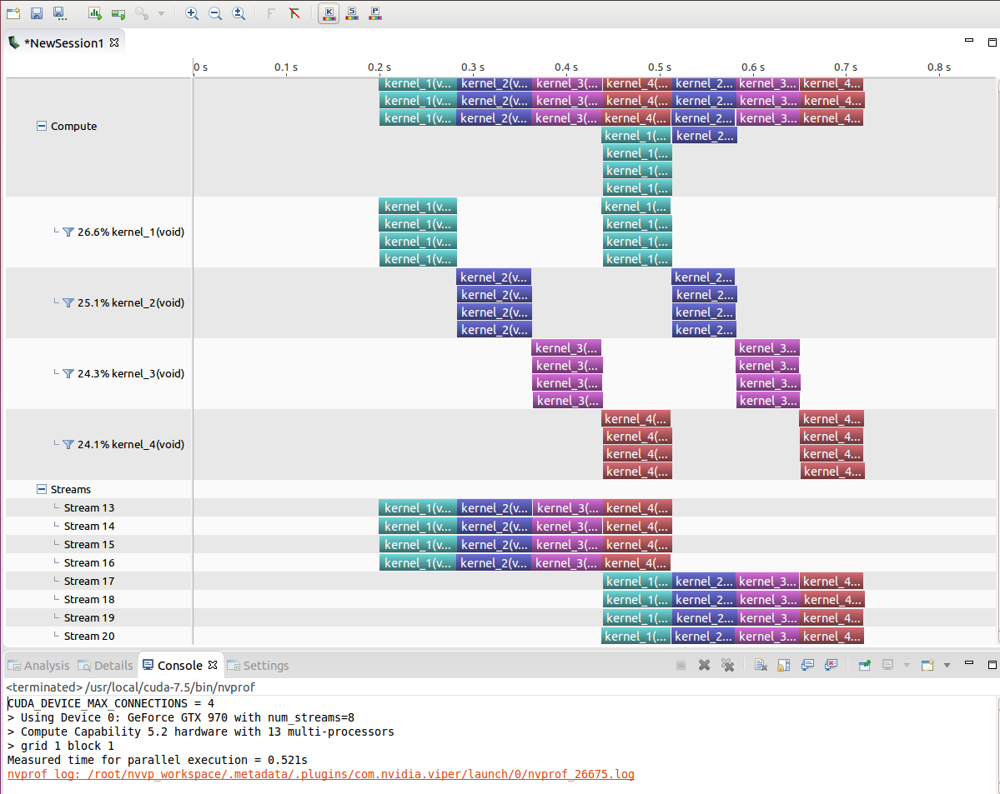 *NewSession1
0 s 0.1 s 0.2 s 0.3 s 0.4 s 0.5 s 0.6 s 0.7 s 0.8 s
kernel_1(v... kernel_2(v... kernel_3(... kernel_4(... kernel_2... kernel_3... kernel_4...
kernel_1(v... kernel_2(v... kernel_3(... kernel_4(... kernel_2... kernel_3... kernel_4...
Compute kernel_1(v... kernel_2(v... kernel_3(... kernel_4(... kernel_2... kernel_3... kernel_4...
kernel_1(... kernel_2...
kernel_1(...
kernel_1(...
kernel_1(...
kernel_1(v... kernel_1(...
26.6% kernel_1(void) kernel_1(v... kernel_1(...
kernel_1(v... kernel_1(...
kernel_1(v... kernel_1(...
kernel_2(v... kernel_2...
25.1% kernel_2(void) kernel_2(v... kernel_2...
kernel_2(v... kernel_2...
kernel_2(v... kernel_2...
kernel_3(... kernel_3...
24.3% kernel_3(void) kernel_3(... kernel_3...
kernel_3(... kernel_3...
kernel_3(... kernel_3...
kernel_4(... kernel_4...
24.1% kernel_4(void) kernel_4(... kernel_4...
kernel_4(... kernel_4...
kernel_4(... kernel_4...
Streams
Stream 13 kernel_1(v... kernel_2(v... kernel_3(... kernel_4(...
Stream 14 kernel_1(v... kernel_2(v... kernel_3(... kernel_4(...
Stream 15 kernel_1(v... kernel_2(v... kernel_3(... kernel_4(...
Stream 16 kernel_1(v... kernel_2(v... kernel_3(... kernel_4(...
Stream 17 kernel_1(... kernel_2... kernel_3... kernel_4...
Stream 18 kernel_1(... kernel_2... kernel_3... kernel_4...
Stream 19 kernel_1(... kernel_2... kernel_3... kernel_4...
Stream 20 kernel_1(... kernel_2... kernel_3... kernel_4...
Analysis Details Console Settings
<terminated> /usr/local/cuda-7.5/bin/nvprof
CUDA_DEVICE_MAX_CONNECTIONS = 4
> Using Device 0: GeForce GTX 970 with num_streams=8
> Compute Capability 5.2 hardware with 13 multi-processors
> grid 1 block 1
Measured time for parallel execution = 0.521s
nvprof log: /root/nvvp_workspace/.metadata/.plugins/com.nvidia.viper/launch/0/nvprof_26675.log